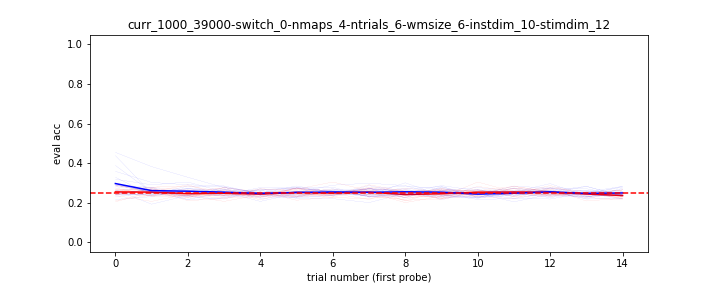 curr_1000_39000-switch_0-nmaps_4-ntrials_6-wmsize_6-instdim_10-stimdim_12
eval acc
1.0
0.8
0.6
0.4
0.2
0.0
0 2 4 6 8 10 12 14
trial number (first probe)